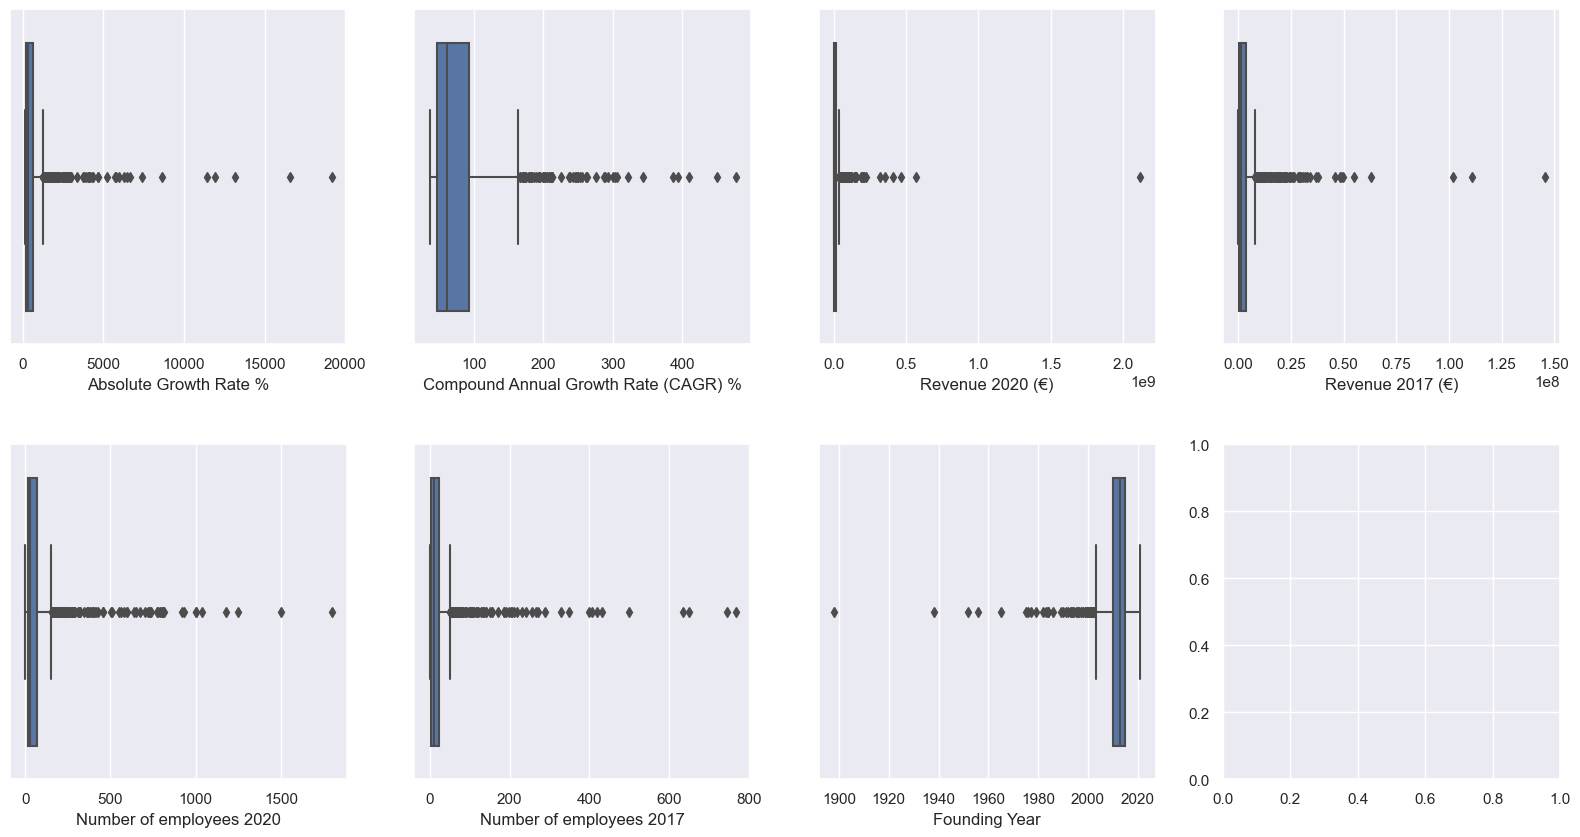 0 5000 10000 15000 20000
Absolute Growth Rate %
100 200 300 400
Compound Annual Growth Rate (CAGR) %
0.0 0.5 1.0 1.5 2.0
1e9
Revenue 2020 (€)
0.00 0.25 0.50 0.75 1.00 1.25 1.50
1e8
Revenue 2017 (€)
0 500 1000 1500
Number of employees 2020
0 200 400 600 800
Number of employees 2017
1900 1920 1940 1960 1980 2000 2020
Founding Year
1.0
0.8
0.6
0.4
0.2
0.0
0.0 0.2 0.4 0.6 0.8 1.0